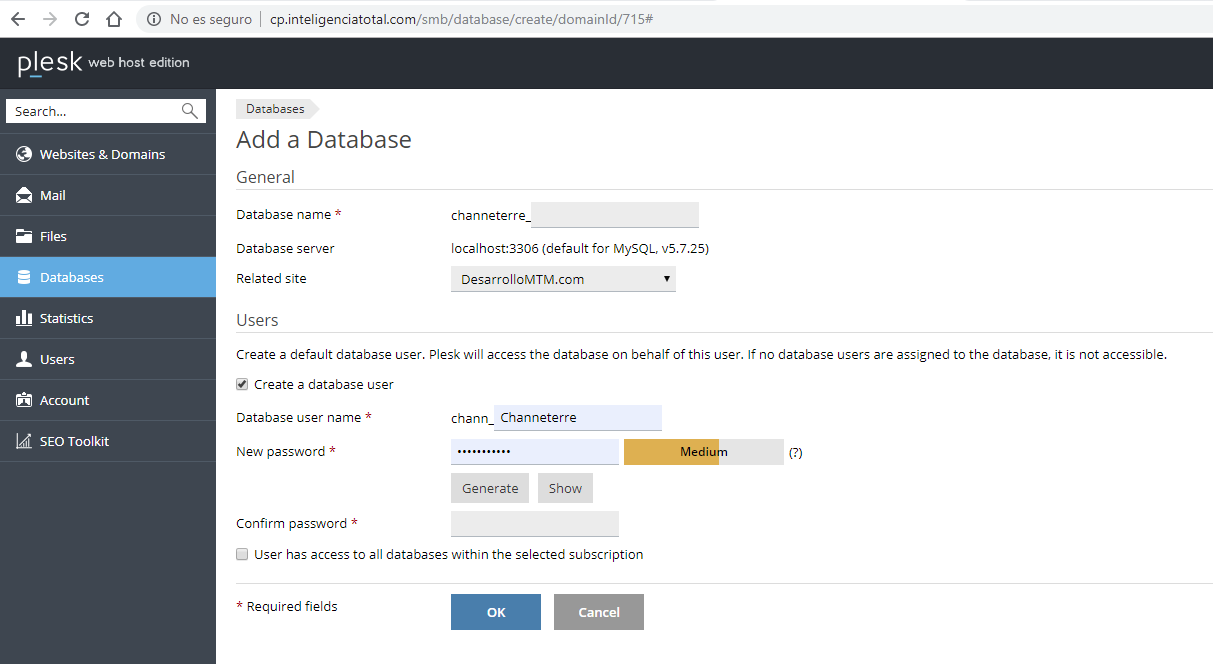 No es seguro | cp.inteligenciatotal.com/smb/database/create/domainId/715#
plesk web host edition
Search...
Websites & Domains
Mail
Files
Databases
Statistics
Users
Account
SEO Toolkit
Databases
Add a Database
General
Database name * channeterre_
Database server localhost:3306 (default for MySQL, v5.7.25)
Related site DesarrolloMTM.com
Users
Create a default database user. Plesk will access the database on behalf of this user. If no database users are assigned to the database, it is not accessible.
Create a database user
Database user name * chann_ Channeterre
New password * ••••••••••• Medium (?)
Generate Show
Confirm password *
User has access to all databases within the selected subscription
* Required fields OK Cancel